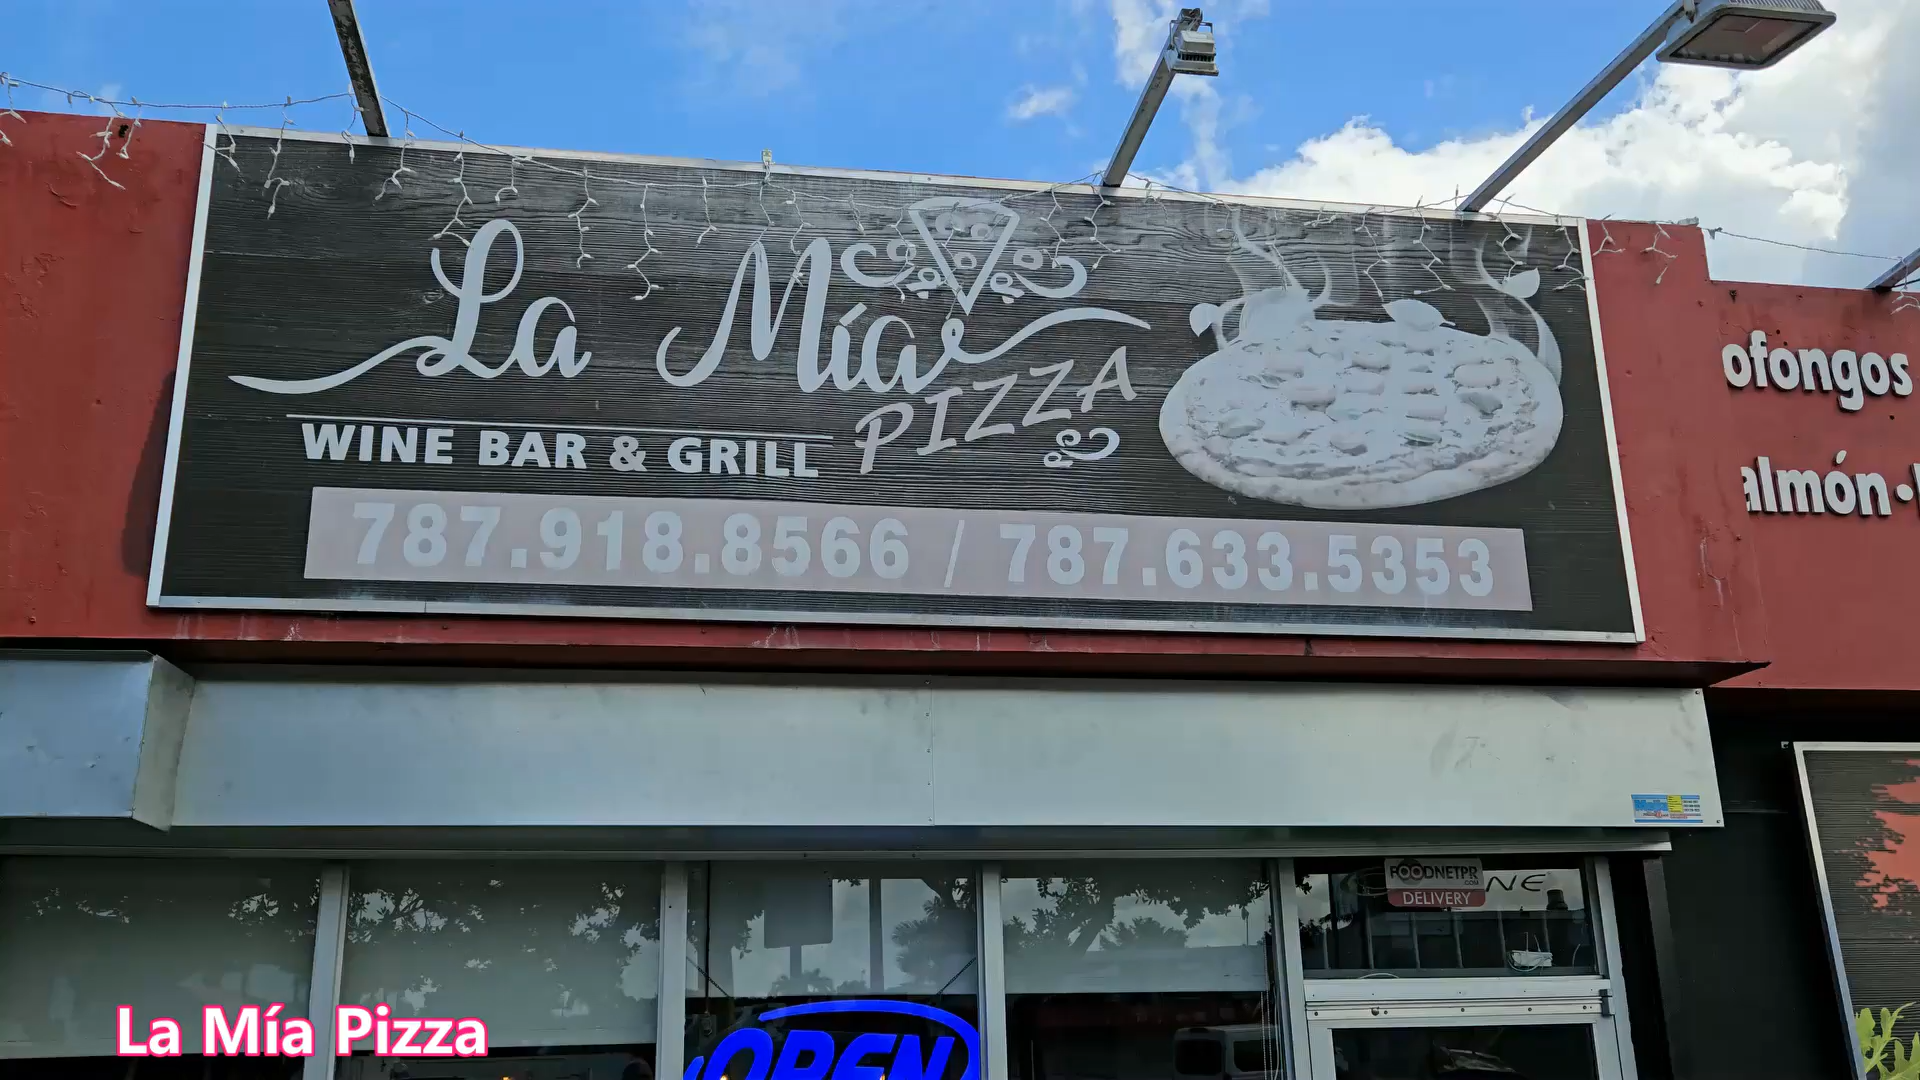 La Mía
PIZZA
WINE BAR & GRILL
787.918.8566 / 787.633.5353
ofongos
almón •
FOODNETPR
.COM
DELIVERY
NE
OPEN
La Mía Pizza